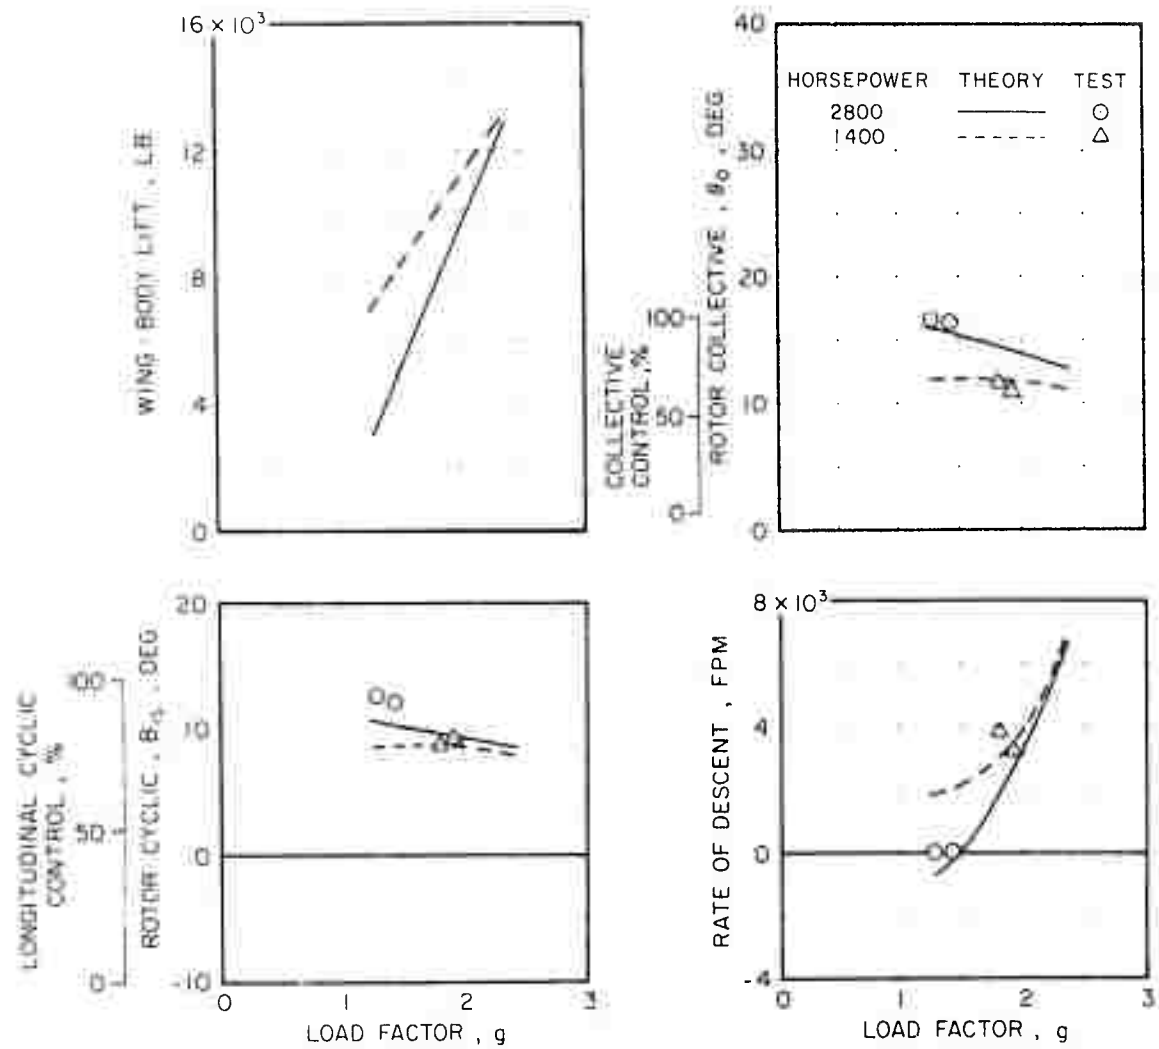 16 × 10³
12
8
4
0
WING - BODY LIFT , LB
40
30
20
10
0
ROTOR COLLECTIVE , θ₀ , DEG
100
50
0
COLLECTIVE
CONTROL , %
HORSEPOWER THEORY TEST
2800
1400
20
10
0
-10
ROTOR CYCLIC , DEG
100
50
0
LONGITUDINAL CYCLIC
CONTROL , %
0 1 2 3
LOAD FACTOR , g
8 × 10³
4
0
-4
RATE OF DESCENT , FPM
0 1 2 3
LOAD FACTOR , g